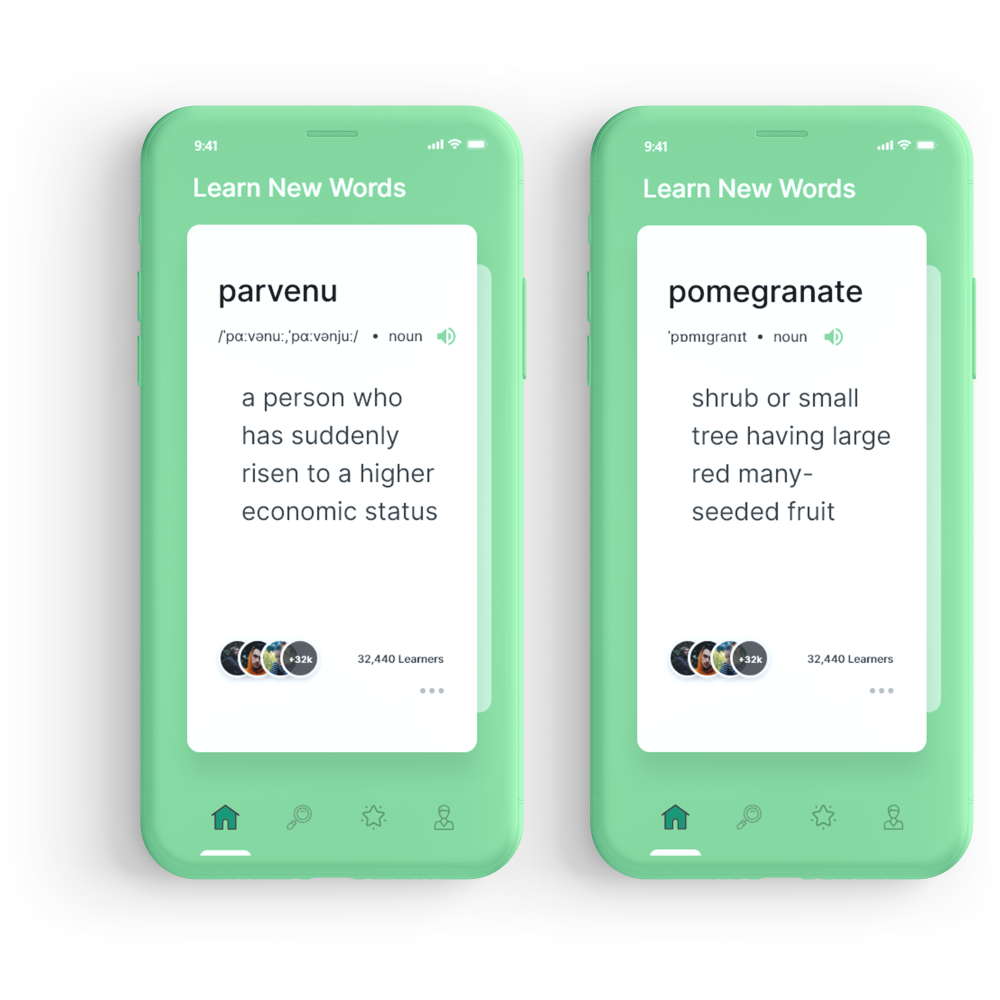 9:41
Learn New Words
parvenu
/ˈpɑːvənuː,ˈpɑːvənjuː/ • noun
a person who
has suddenly
risen to a higher
economic status
+32k
32,440 Learners
9:41
Learn New Words
pomegranate
ˈpɒmɪɡranɪt • noun
shrub or small
tree having large
red many-
seeded fruit
+32k
32,440 Learners